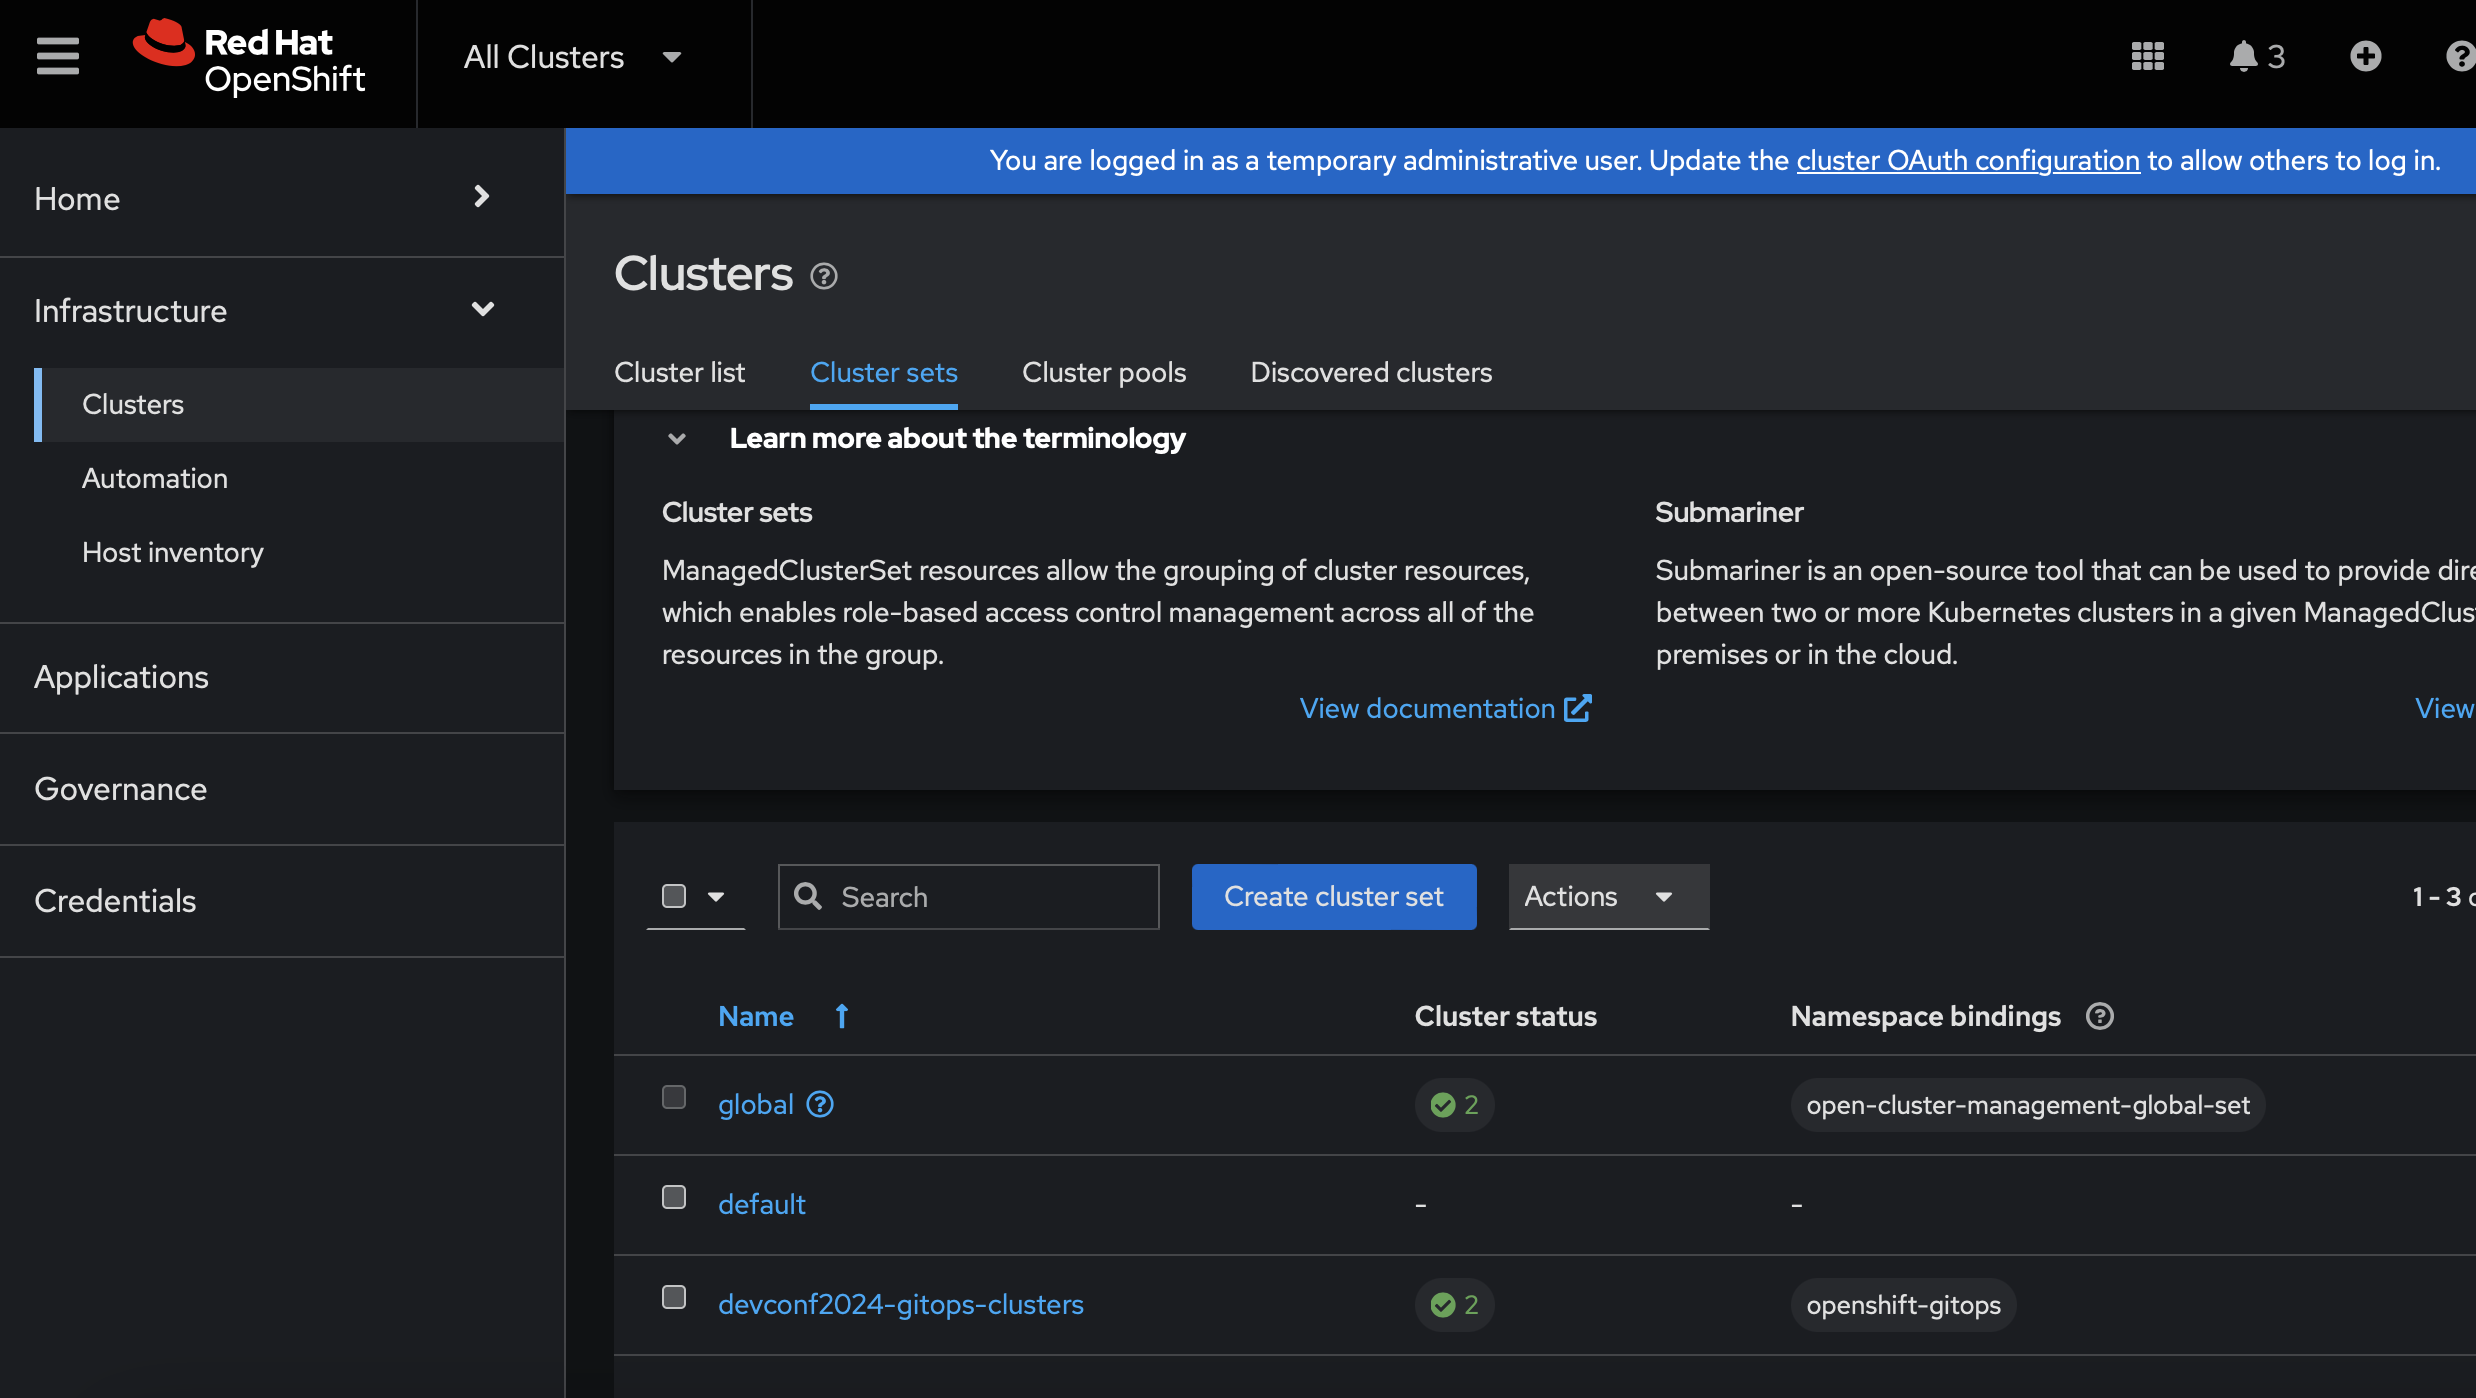 Red Hat
OpenShift
All Clusters
3
Home
Infrastructure
Clusters
Automation
Host inventory
Applications
Governance
Credentials
You are logged in as a temporary administrative user. Update the cluster OAuth configuration to allow others to log in.
Clusters
Cluster list Cluster sets Cluster pools Discovered clusters
Learn more about the terminology
Cluster sets
ManagedClusterSet resources allow the grouping of cluster resources,
which enables role-based access control management across all of the
resources in the group.
View documentation
Submariner
Submariner is an open-source tool that can be used to provide
between two or more Kubernetes clusters in a given
premises or in the cloud.
View
Search Create cluster set Actions 1 - 3
Name Cluster status Namespace bindings
global 2 open-cluster-management-global-set
default - -
devconf2024-gitops-clusters 2 openshift-gitops